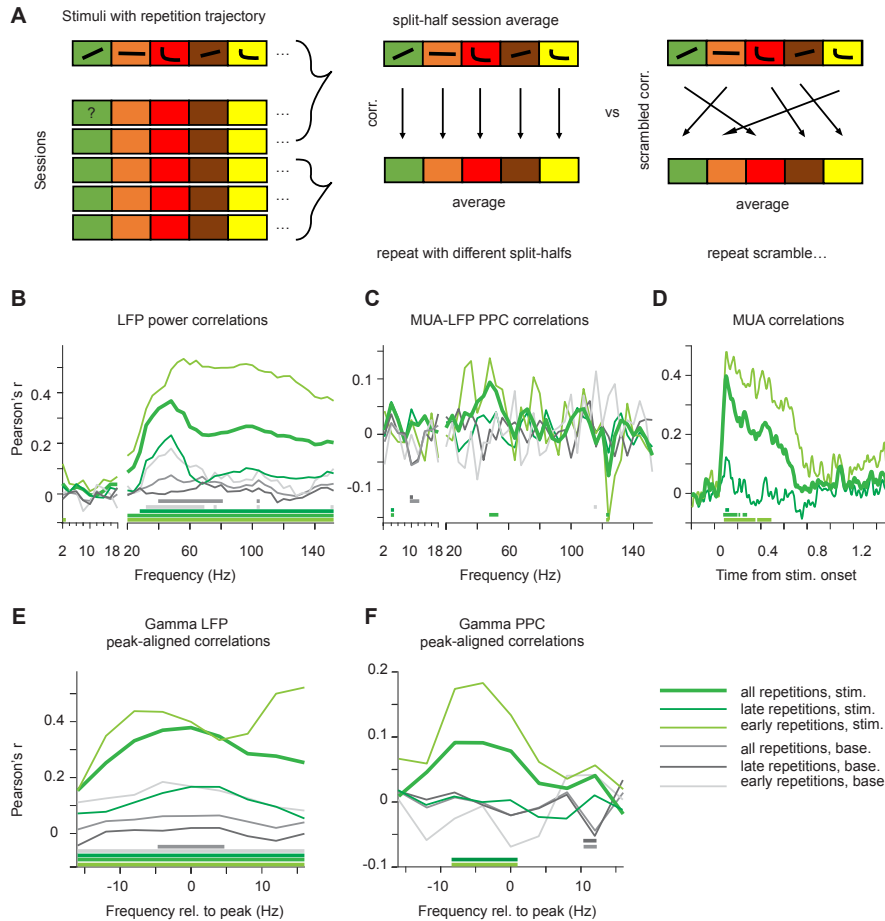 A
Stimuli with repetition trajectory
split-half session average
...
?
...
...
...
...
...
Sessions
corr.
vs
scrambled corr.
average
average
repeat with different split-halfs
repeat scramble...
B
LFP power correlations
C
MUA-LFP PPC correlations
D
MUA correlations
Pearson's r
0.4
0.2
0
2 10 18 20 60 100 140
Frequency (Hz)
0.1
0
-0.1
2 10 18 20 60 100 140
Frequency (Hz)
0.4
0.2
0
0 0.4 0.8 1.2
Time from stim. onset
E
Gamma LFP
peak-aligned correlations
F
Gamma PPC
peak-aligned correlations
Pearson's r
0.4
0.2
0
-10 0 10
Frequency rel. to peak (Hz)
0.2
0.1
0
-0.1
-10 0 10
Frequency rel. to peak (Hz)
all repetitions, stim.
late repetitions, stim.
early repetitions, stim.
all repetitions, base.
late repetitions, base.
early repetitions, base